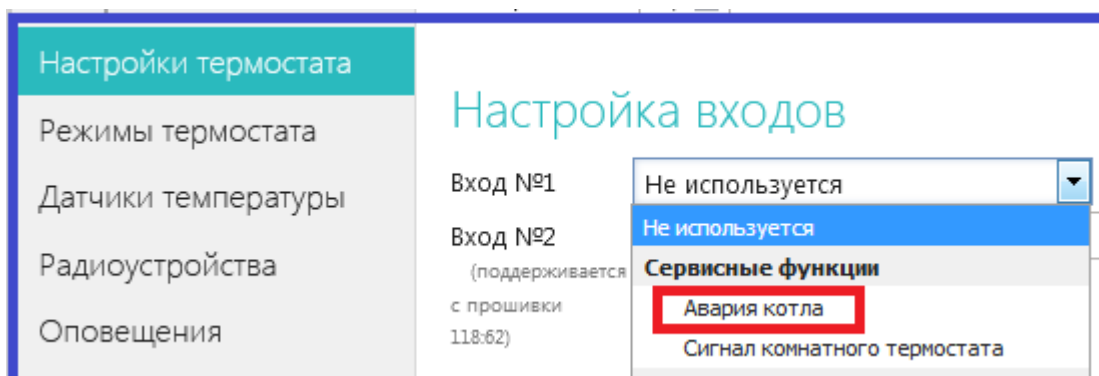 Настройки термостата
Режимы термостата
Датчики температуры
Радиоустройства
Оповещения
Настройка входов
Вход №1
Не используется
Вход №2
(поддерживается
с прошивки
118:62)
Не используется
Сервисные функции
Авария котла
Сигнал комнатного термостата